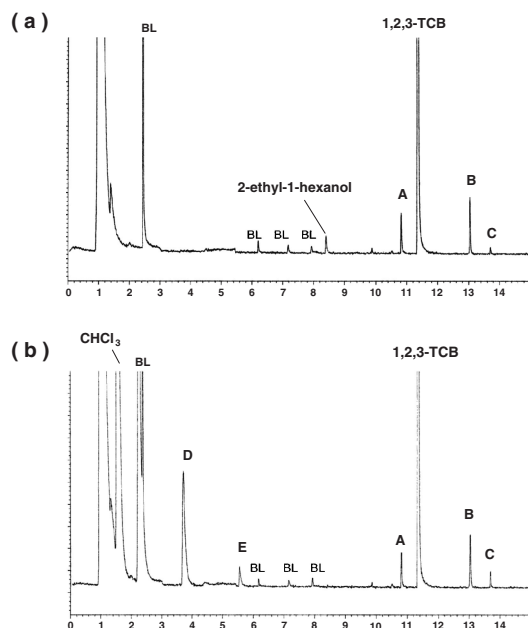 ( a )
1,2,3-TCB
BL
2-ethyl-1-hexanol
A
B
BL BL BL
C
0 1 2 3 4 5 6 7 8 9 10 11 12 13 14
( b )
CHCl₃
1,2,3-TCB
BL
D
B
E
A
C
BL BL BL
0 1 2 3 4 5 6 7 8 9 10 11 12 13 14